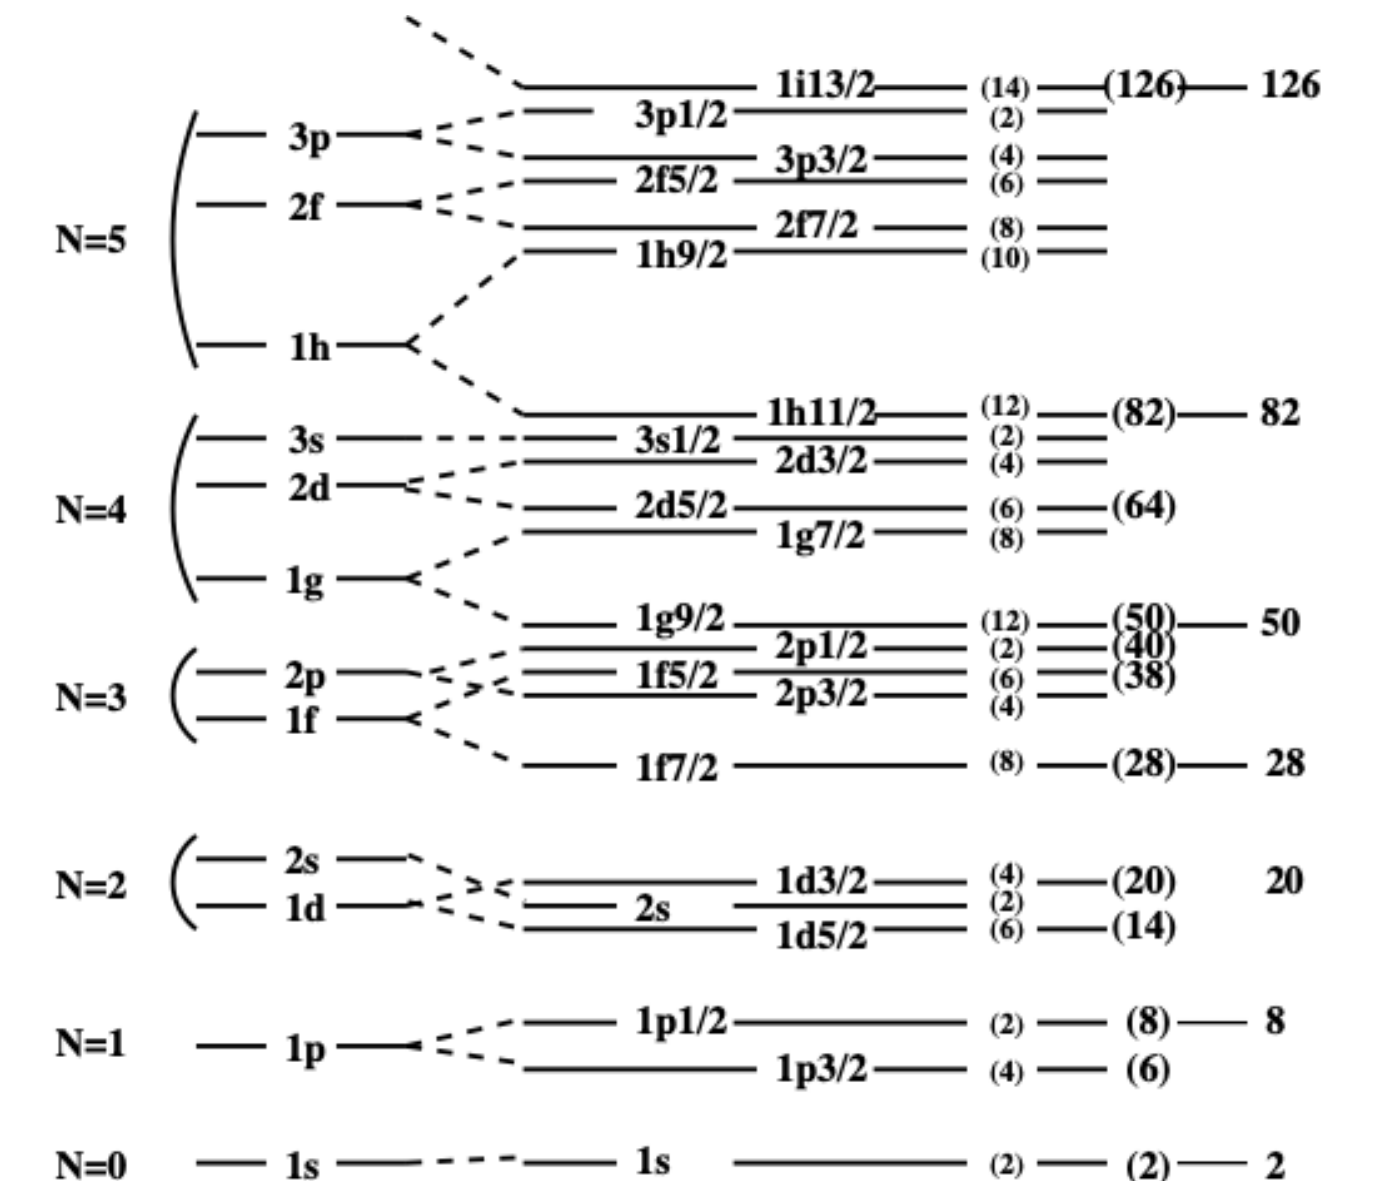 1i13/2 (14) (126) 126
3p 3p1/2 (2)
3p3/2 (4)
2f 2f5/2 (6)
N=5 2f7/2 (8)
1h9/2 (10)
1h
1h11/2 (12) (82) 82
3s 3s1/2 (2)
2d3/2 (4)
2d
N=4 2d5/2 (6) (64)
1g7/2 (8)
1g
1g9/2 (12) (50) 50
2p1/2 (2) (40)
2p 1f5/2 (6) (38)
N=3 2p3/2 (4)
1f
1f7/2 (8) (28) 28
2s
N=2 1d3/2 (4) (20) 20
1d 2s (2)
1d5/2 (6) (14)
1p1/2 (2) (8) 8
N=1 1p
1p3/2 (4) (6)
N=0 1s 1s (2) (2) 2